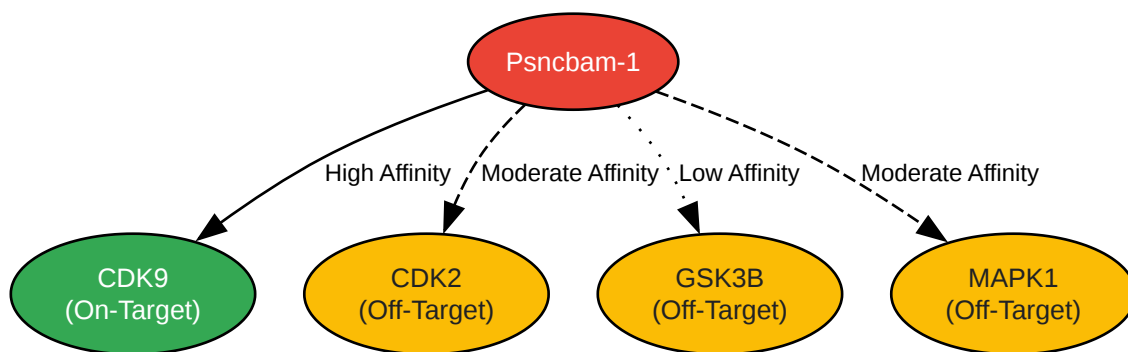 Psncbam-1
High Affinity
Moderate Affinity
Low Affinity
Moderate Affinity
CDK9
(On-Target)
CDK2
(Off-Target)
GSK3B
(Off-Target)
MAPK1
(Off-Target)